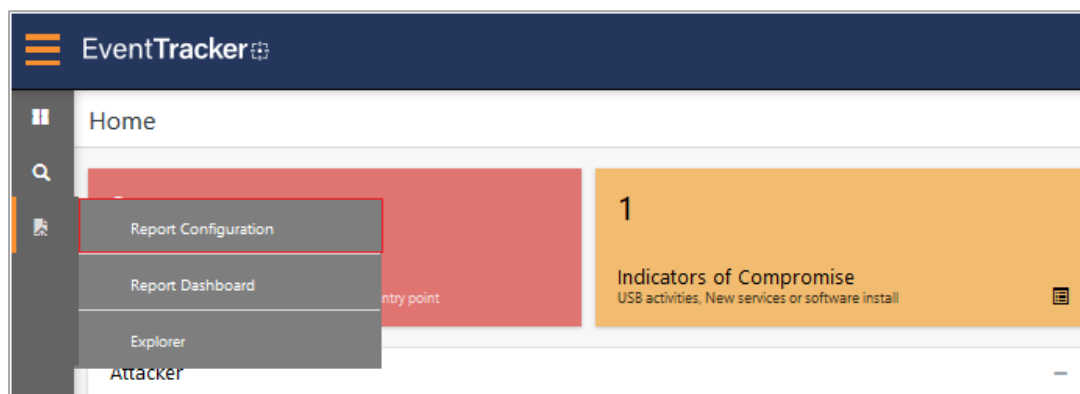 EventTracker
Home
Report Configuration
Report Dashboard
Explorer
ntry point
1
Indicators of Compromise
USB activities, New services or software install
Attacker